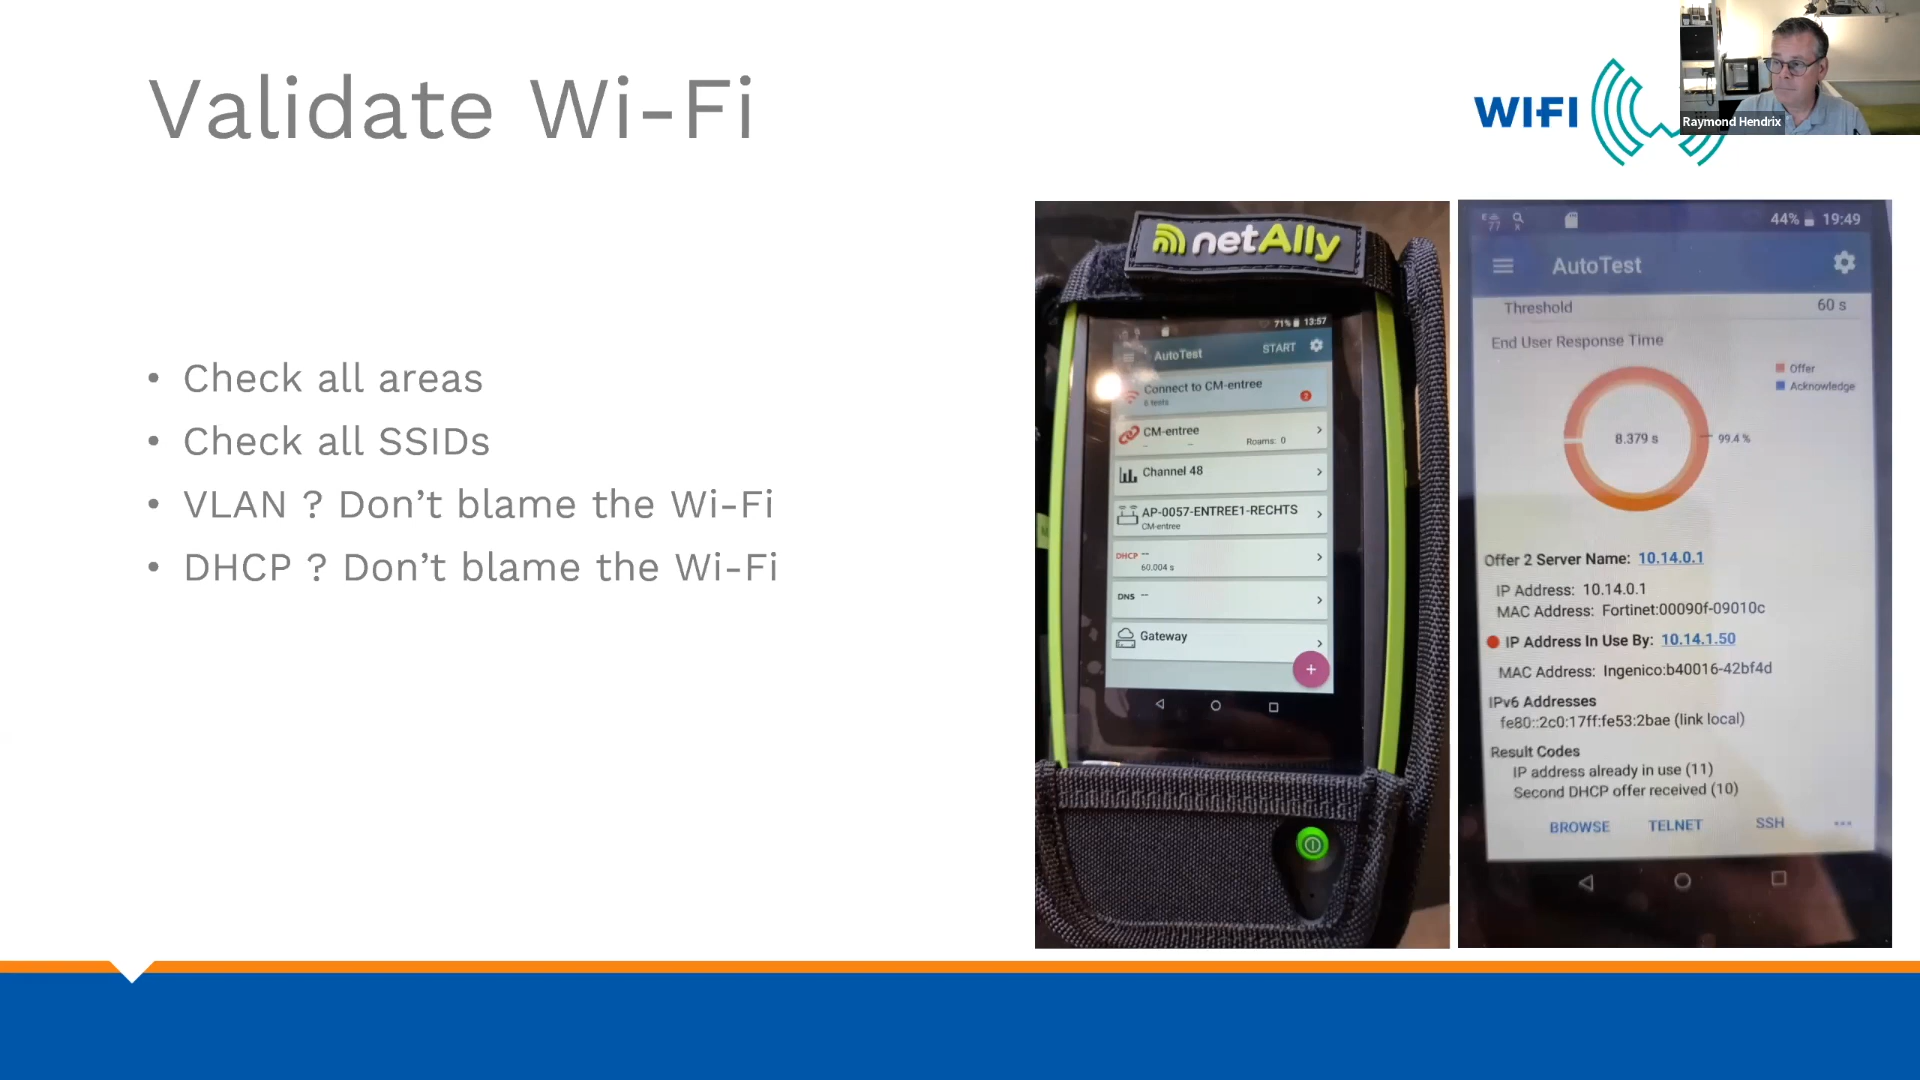 Validate Wi-Fi
WIFI
Raymond Hendrix
• Check all areas
• Check all SSIDs
• VLAN ? Don't blame the Wi-Fi
• DHCP ? Don't blame the Wi-Fi
netAlly
71% 13:57
AutoTest START
Connect to CM-entree
6 tests
CM-entree
Roams: 0
Channel 48
AP-0057-ENTREE1-RECHTS
CM-entree
DHCP --
60.004 s
DNS --
Gateway
+
44% 19:49
AutoTest
Threshold 60 s
End User Response Time
Offer
Acknowledge
8.379 s
99.4 %
Offer 2 Server Name: 10.14.0.1
IP Address: 10.14.0.1
MAC Address: Fortinet:00090f-09010c
IP Address In Use By: 10.14.1.50
MAC Address: Ingenico:b40016-42bf4d
IPv6 Addresses
fe80::2c0:17ff:fe53:2bae (link local)
Result Codes
IP address already in use (11)
Second DHCP offer received (10)
BROWSE TELNET SSH ...